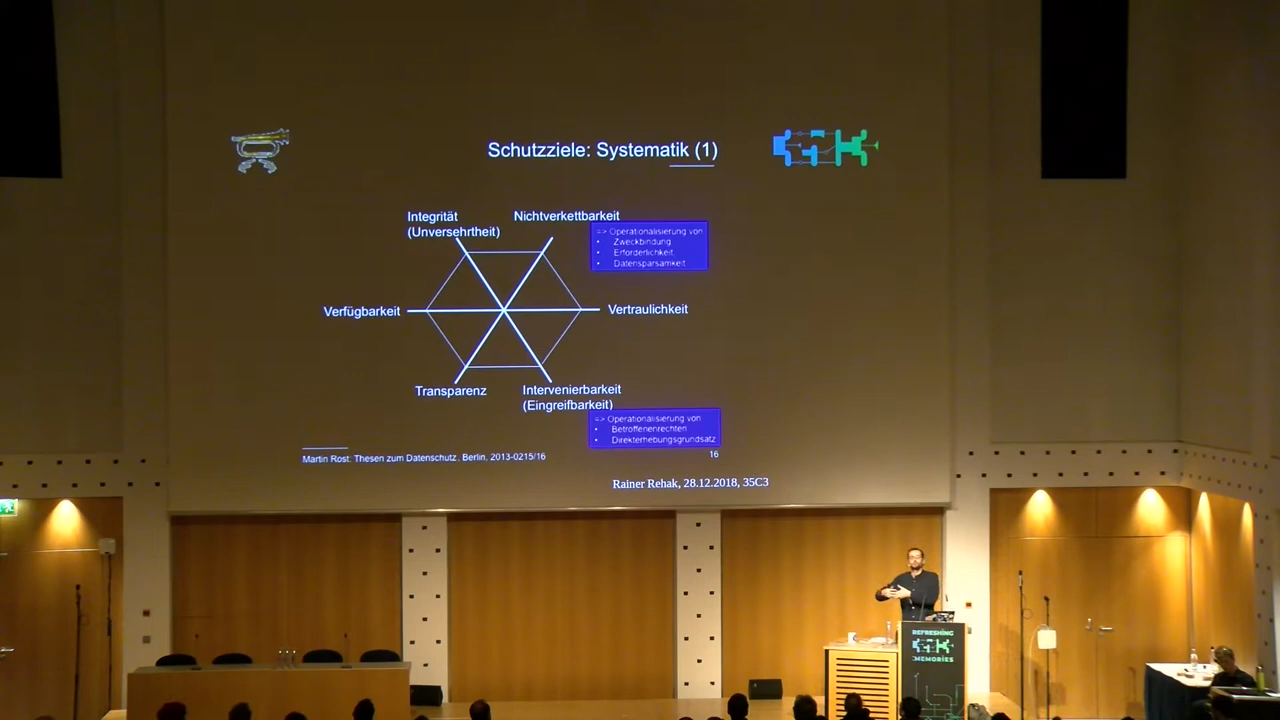 Schutzziele: Systematik (1)
Integrität
(Unversehrtheit)
Nichtverkettbarkeit
=> Operationalisierung von
• Zweckbindung
• Erforderlichkeit
• Datensparsamkeit
Verfügbarkeit
Vertraulichkeit
Transparenz
Intervenierbarkeit
(Eingreifbarkeit)
=> Operationalisierung von
• Betroffenenrechten
• Direkterhebungsgrundsatz
Martin Rost: Thesen zum Datenschutz, Berlin, 2013-0215/16
16
Rainer Rehak, 28.12.2018, 35C3
REFRESHING
MEMORIES